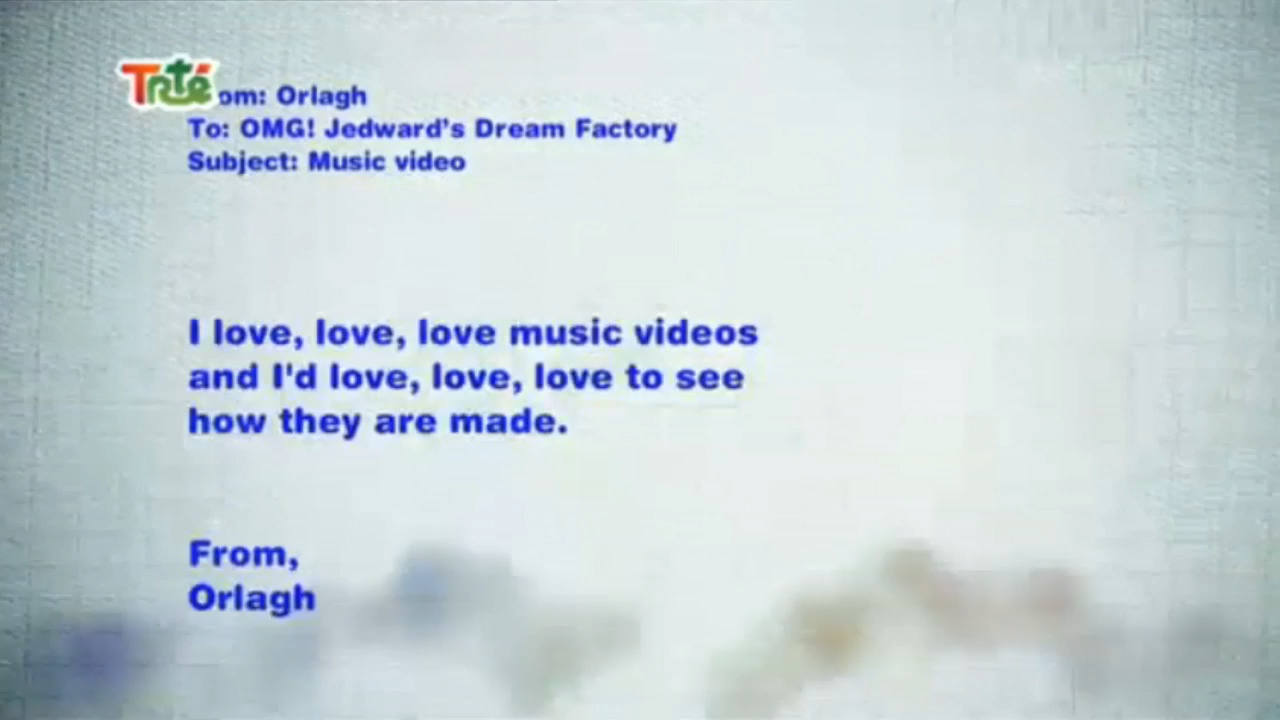 TRTÉ
om: Orlagh
To: OMG! Jedward's Dream Factory
Subject: Music video
I love, love, love music videos
and I'd love, love, love to see
how they are made.
From,
Orlagh